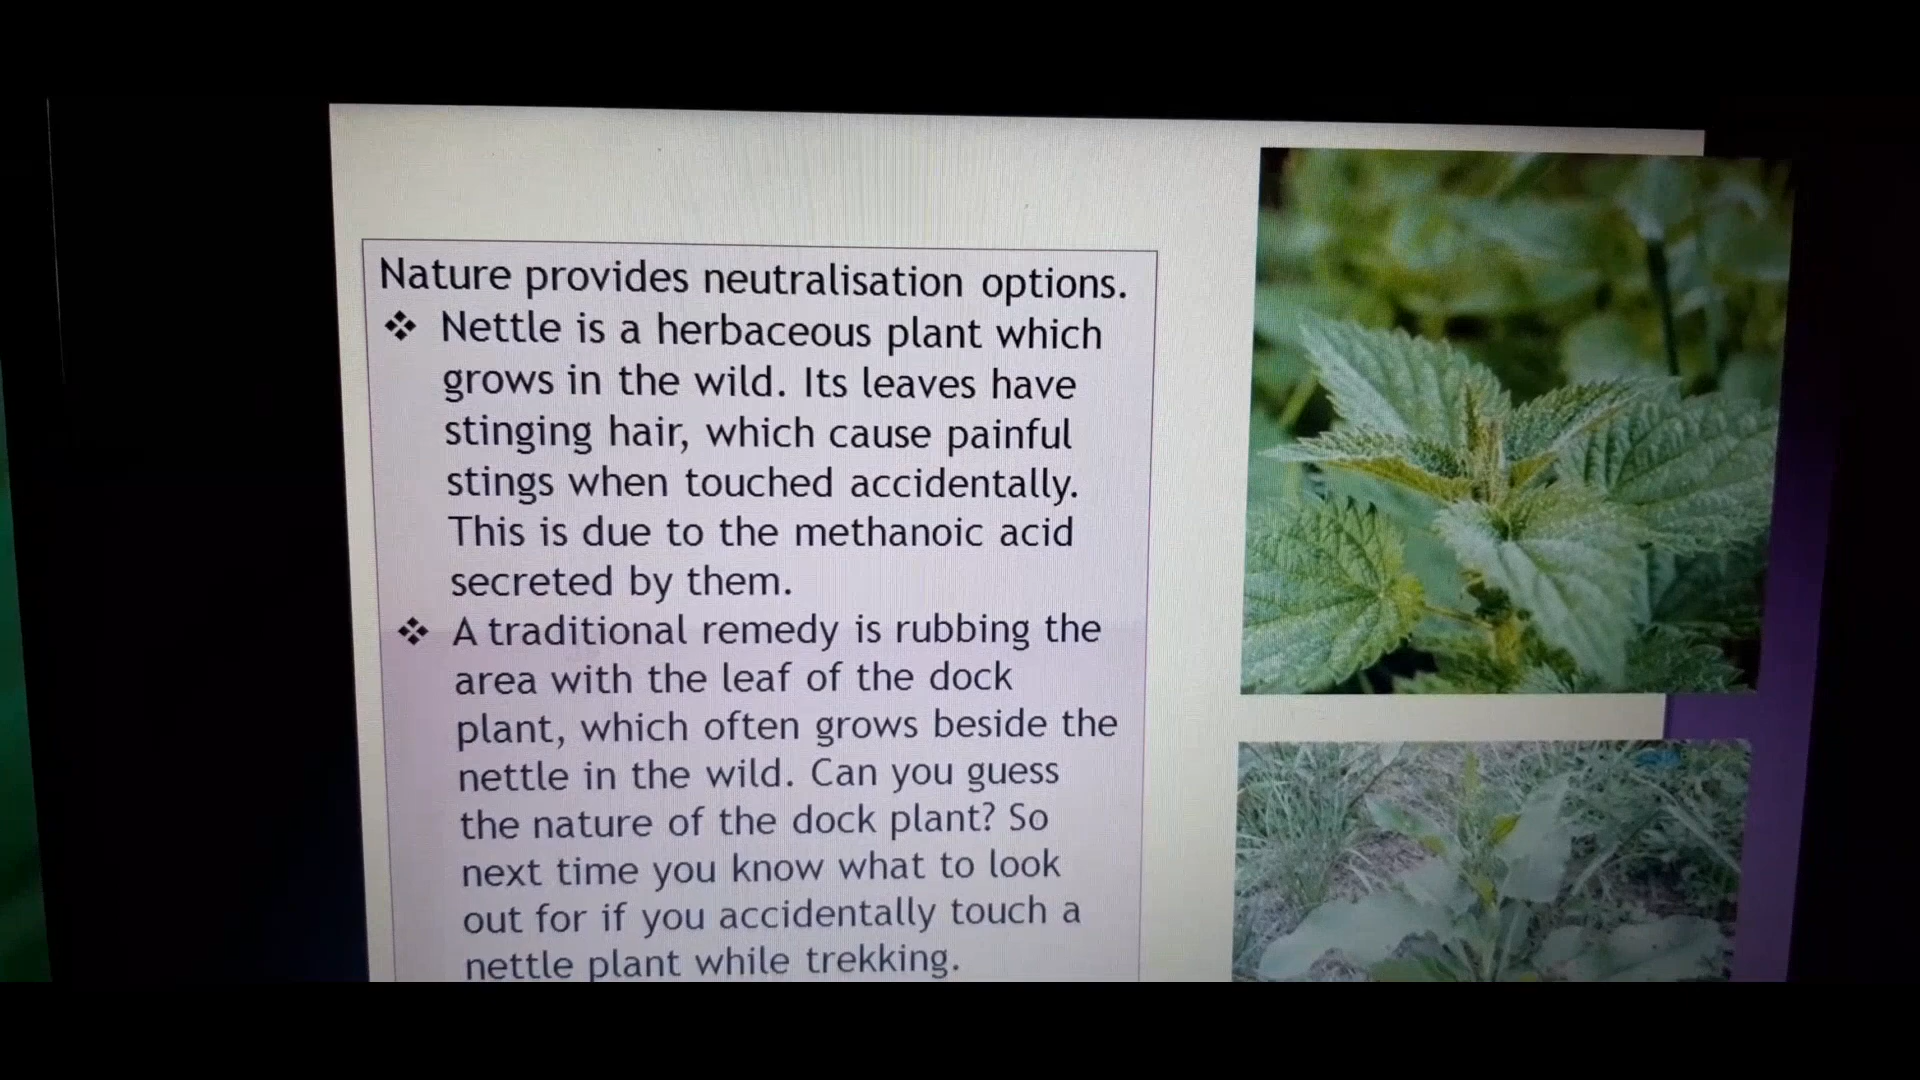 Nature provides neutralisation options.
❖ Nettle is a herbaceous plant which
grows in the wild. Its leaves have
stinging hair, which cause painful
stings when touched accidentally.
This is due to the methanoic acid
secreted by them.
❖ A traditional remedy is rubbing the
area with the leaf of the dock
plant, which often grows beside the
nettle in the wild. Can you guess
the nature of the dock plant? So
next time you know what to look
out for if you accidentally touch a
nettle plant while trekking.